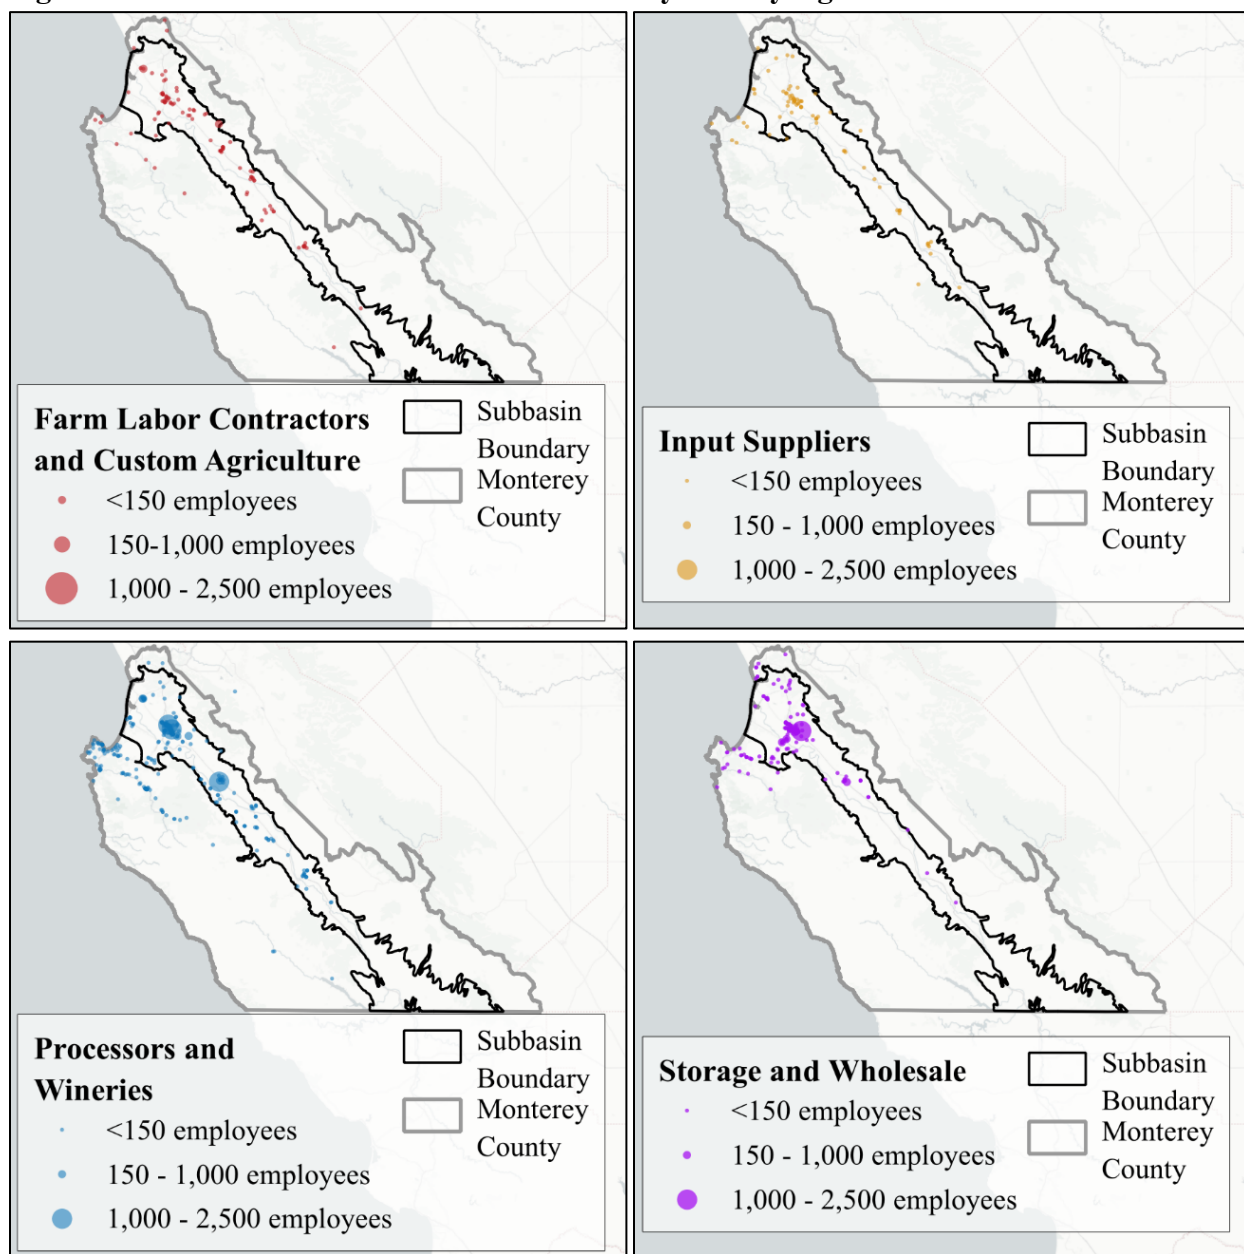 Farm Labor Contractors
and Custom Agriculture
<150 employees
150-1,000 employees
1,000 - 2,500 employees
Subbasin
Boundary
Monterey
County
Input Suppliers
<150 employees
150 - 1,000 employees
1,000 - 2,500 employees
Subbasin
Boundary
Monterey
County
Processors and
Wineries
<150 employees
150 - 1,000 employees
1,000 - 2,500 employees
Subbasin
Boundary
Monterey
County
Storage and Wholesale
<150 employees
150 - 1,000 employees
1,000 - 2,500 employees
Subbasin
Boundary
Monterey
County